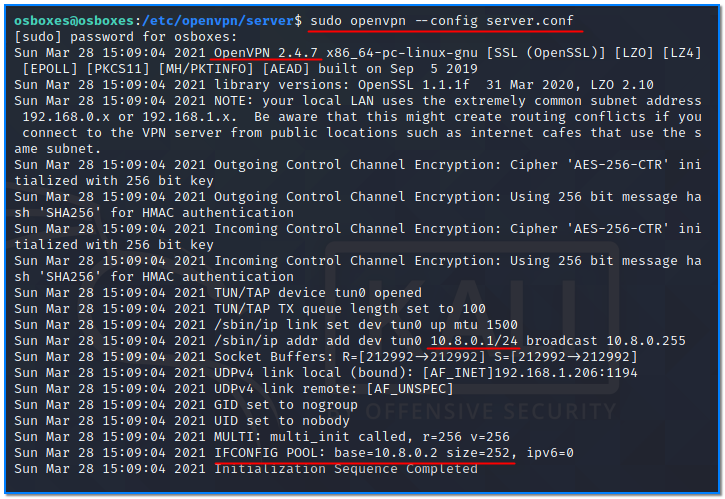 osboxes@osboxes:/etc/openvpn/server$ sudo openvpn --config server.conf
[sudo] password for osboxes:
Sun Mar 28 15:09:04 2021 OpenVPN 2.4.7 x86_64-pc-linux-gnu [SSL (OpenSSL)] [LZO] [LZ4]
[EPOLL] [PKCS11] [MH/PKTINFO] [AEAD] built on Sep  5 2019
Sun Mar 28 15:09:04 2021 library versions: OpenSSL 1.1.1f  31 Mar 2020, LZO 2.10
Sun Mar 28 15:09:04 2021 NOTE: your local LAN uses the extremely common subnet address
192.168.0.x or 192.168.1.x.  Be aware that this might create routing conflicts if you
connect to the VPN server from public locations such as internet cafes that use the s
ame subnet.
Sun Mar 28 15:09:04 2021 Outgoing Control Channel Encryption: Cipher 'AES-256-CTR' ini
tialized with 256 bit key
Sun Mar 28 15:09:04 2021 Outgoing Control Channel Encryption: Using 256 bit message ha
sh 'SHA256' for HMAC authentication
Sun Mar 28 15:09:04 2021 Incoming Control Channel Encryption: Cipher 'AES-256-CTR' ini
tialized with 256 bit key
Sun Mar 28 15:09:04 2021 Incoming Control Channel Encryption: Using 256 bit message ha
sh 'SHA256' for HMAC authentication
Sun Mar 28 15:09:04 2021 TUN/TAP device tun0 opened
Sun Mar 28 15:09:04 2021 TUN/TAP TX queue length set to 100
Sun Mar 28 15:09:04 2021 /sbin/ip link set dev tun0 up mtu 1500
Sun Mar 28 15:09:04 2021 /sbin/ip addr add dev tun0 10.8.0.1/24 broadcast 10.8.0.255
Sun Mar 28 15:09:04 2021 Socket Buffers: R=[212992→212992] S=[212992→212992]
Sun Mar 28 15:09:04 2021 UDPv4 link local (bound): [AF_INET]192.168.1.206:1194
Sun Mar 28 15:09:04 2021 UDPv4 link remote: [AF_UNSPEC]
Sun Mar 28 15:09:04 2021 GID set to nogroup
Sun Mar 28 15:09:04 2021 UID set to nobody
Sun Mar 28 15:09:04 2021 MULTI: multi_init called, r=256 v=256
Sun Mar 28 15:09:04 2021 IFCONFIG POOL: base=10.8.0.2 size=252, ipv6=0
Sun Mar 28 15:09:04 2021 Initialization Sequence Completed
KALI
OFFENSIVE SECURITY